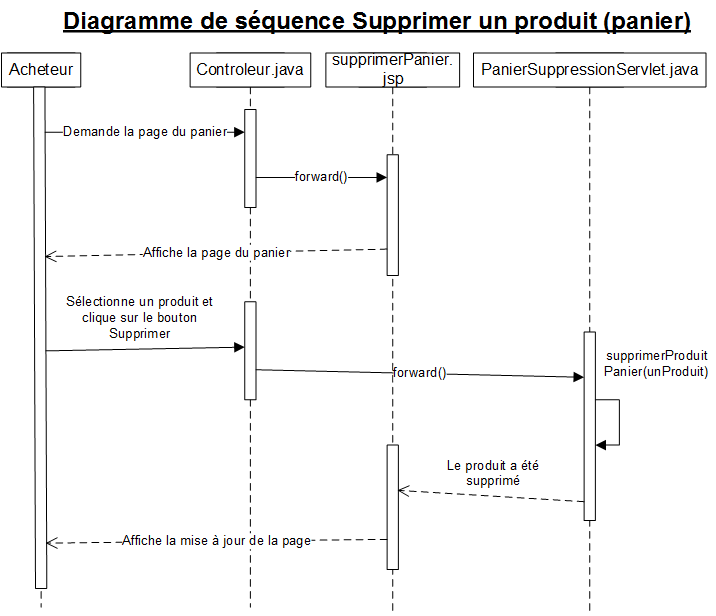 Diagramme de séquence Supprimer un produit (panier)
Acheteur
Controleur.java
supprimerPanier.
jsp
PanierSuppressionServlet.java
Demande la page du panier
forward()
Affiche la page du panier
Sélectionne un produit et
clique sur le bouton
Supprimer
supprimerProduit
Panier(unProduit)
forward()
Le produit a été
supprimé
Affiche la mise à jour de la page